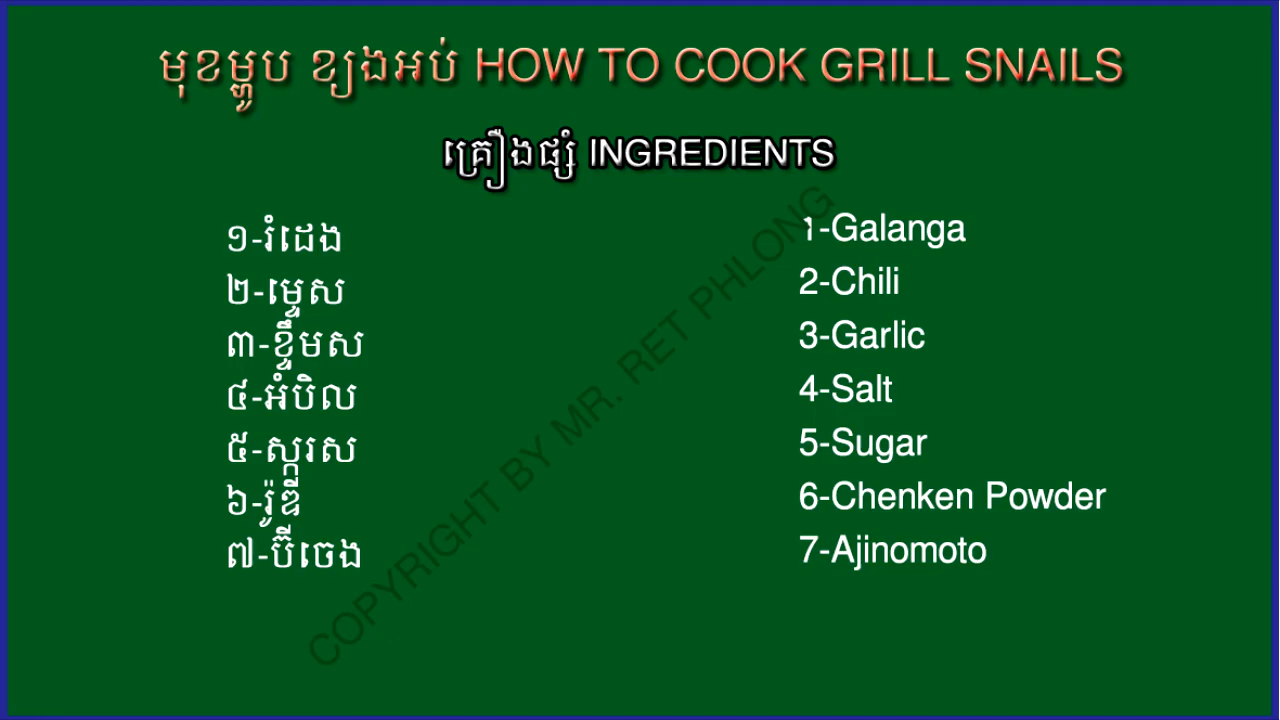 មុខម្ហូប ខ្យងអប់ HOW TO COOK GRILL SNAILS
គ្រឿងផ្សំ INGREDIENTS
១-រំដេង
២-ម្ទេស
៣-ខ្ទឹមស
៤-អំបិល
៥-ស្ករស
៦-រ៉ូឌី
៧-ប៊ីចេង
1-Galanga
2-Chili
3-Garlic
4-Salt
5-Sugar
6-Chenken Powder
7-Ajinomoto
COPYRIGHT BY MR. RET PHLONG